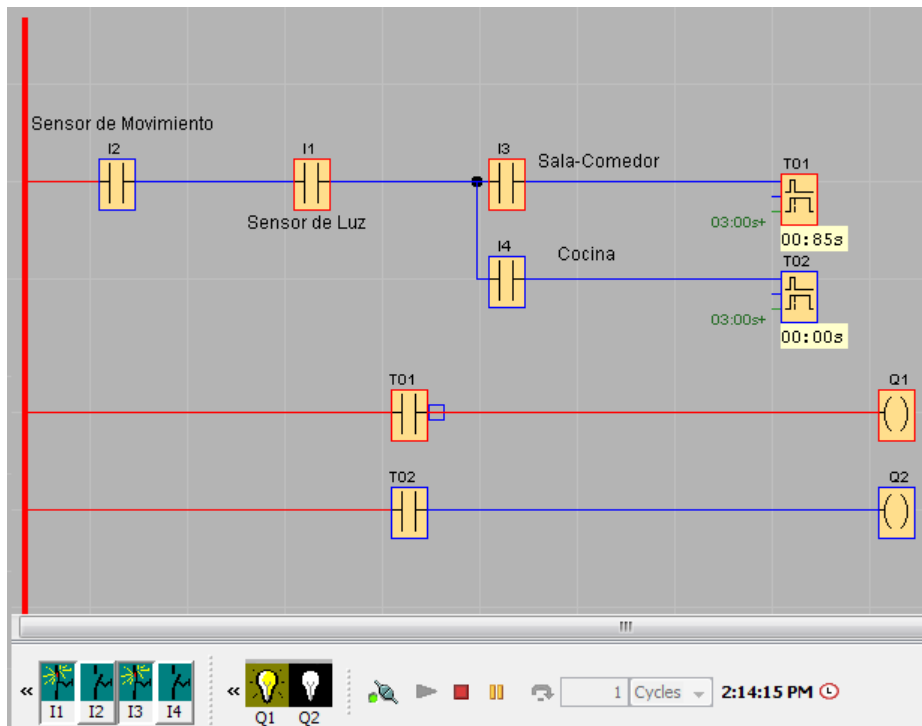 Sensor de Movimiento
I2
I1
I3
Sala-Comedor
T01
Sensor de Luz
03:00s+
00:85s
I4
Cocina
T02
03:00s+
00:00s
T01
Q1
T02
Q2
« I1 I2 I3 I4 « Q1 Q2 1 Cycles 2:14:15 PM